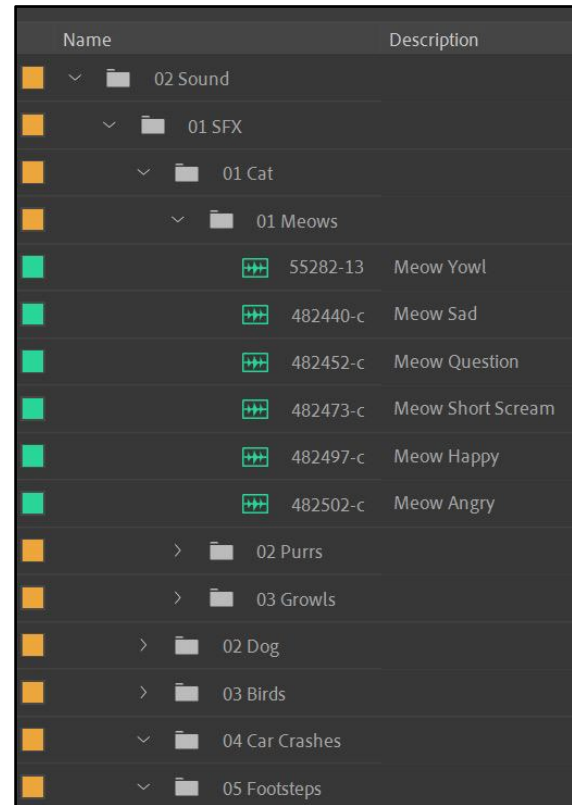 Name Description
02 Sound
01 SFX
01 Cat
01 Meows
55282-13 Meow Yowl
482440-c Meow Sad
482452-c Meow Question
482473-c Meow Short Scream
482497-c Meow Happy
482502-c Meow Angry
02 Purrs
03 Growls
02 Dog
03 Birds
04 Car Crashes
05 Footsteps